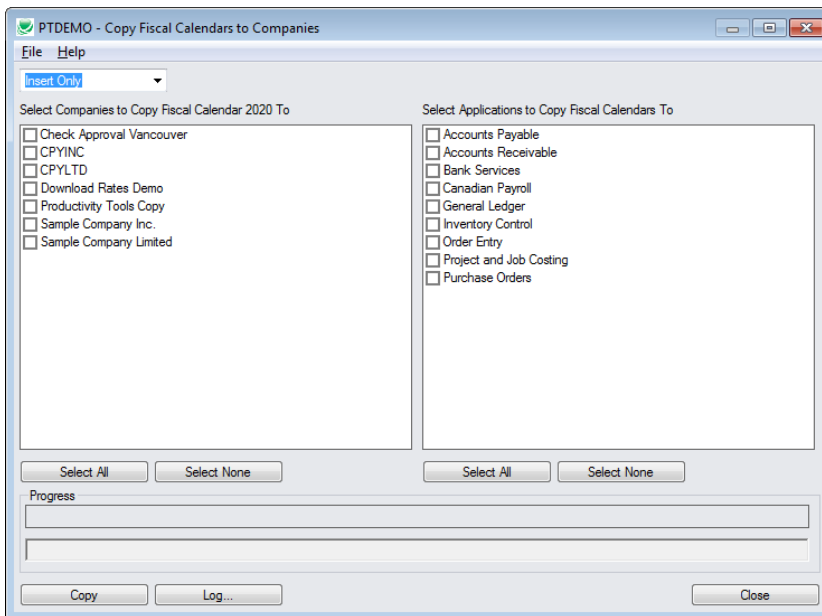 PTDEMO - Copy Fiscal Calendars to Companies
File Help
Insert Only
Select Companies to Copy Fiscal Calendar 2020 To
Check Approval Vancouver
CPYINC
CPYLTD
Download Rates Demo
Productivity Tools Copy
Sample Company Inc.
Sample Company Limited
Select All Select None
Select Applications to Copy Fiscal Calendars To
Accounts Payable
Accounts Receivable
Bank Services
Canadian Payroll
General Ledger
Inventory Control
Order Entry
Project and Job Costing
Purchase Orders
Select All Select None
Progress
Copy Log... Close